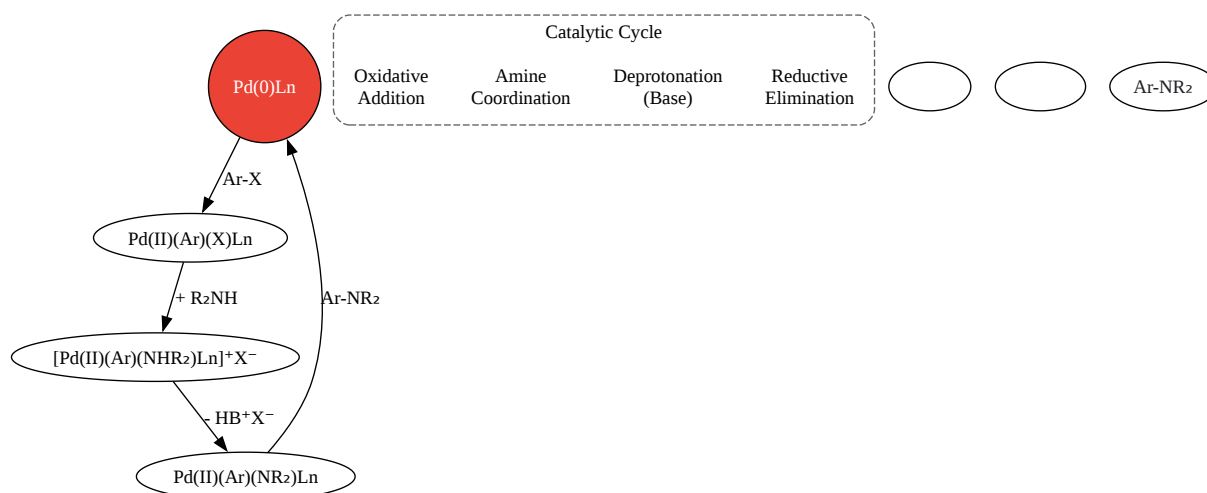 Catalytic Cycle
Pd(0)Ln
Oxidative
Addition
Amine
Coordination
Deprotonation
(Base)
Reductive
Elimination
Ar-NR₂
Ar-X
Pd(II)(Ar)(X)Ln
+ R₂NH
Ar-NR₂
[Pd(II)(Ar)(NHR₂)Ln]⁺X⁻
- HB⁺X⁻
Pd(II)(Ar)(NR₂)Ln